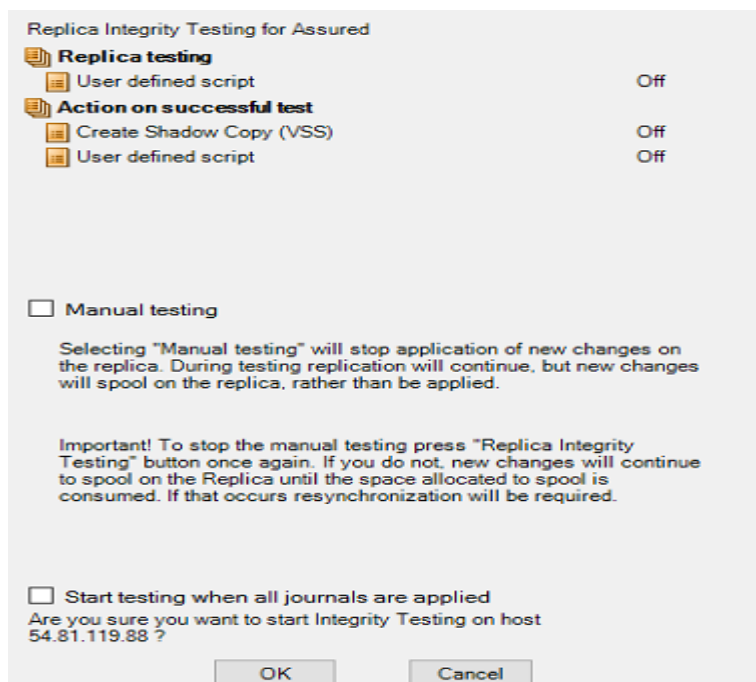 Replica Integrity Testing for Assured
Replica testing
User defined script Off
Action on successful test
Create Shadow Copy (VSS) Off
User defined script Off
Manual testing
Selecting "Manual testing" will stop application of new changes on
the replica. During testing replication will continue, but new changes
will spool on the replica, rather than be applied.
Important! To stop the manual testing press "Replica Integrity
Testing" button once again. If you do not, new changes will continue
to spool on the Replica until the space allocated to spool is
consumed. If that occurs resynchronization will be required.
Start testing when all journals are applied
Are you sure you want to start Integrity Testing on host
54.81.119.88 ?
OK Cancel